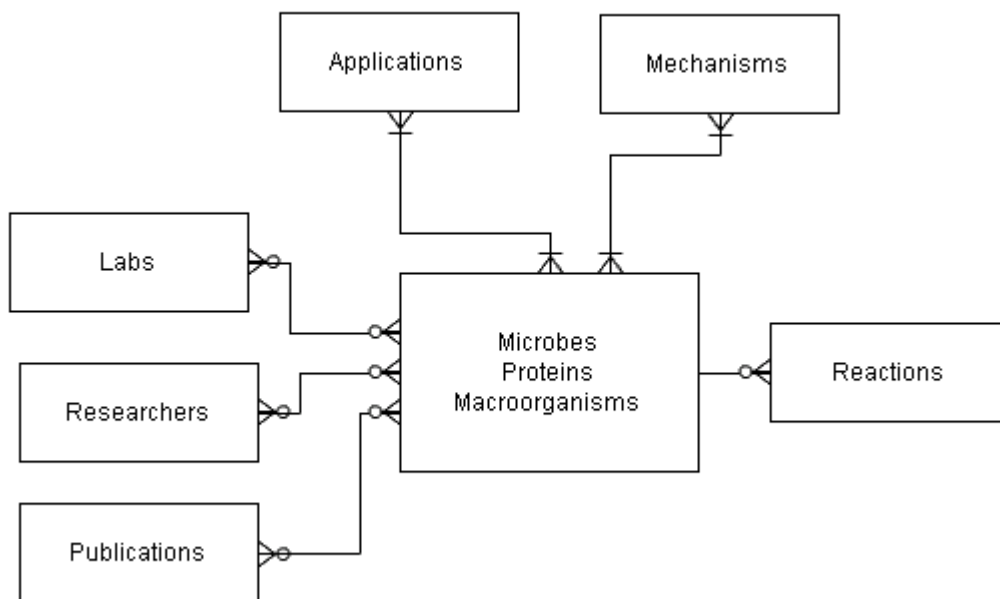 Applications
Mechanisms
Labs
Microbes
Proteins
Macroorganisms
Reactions
Researchers
Publications